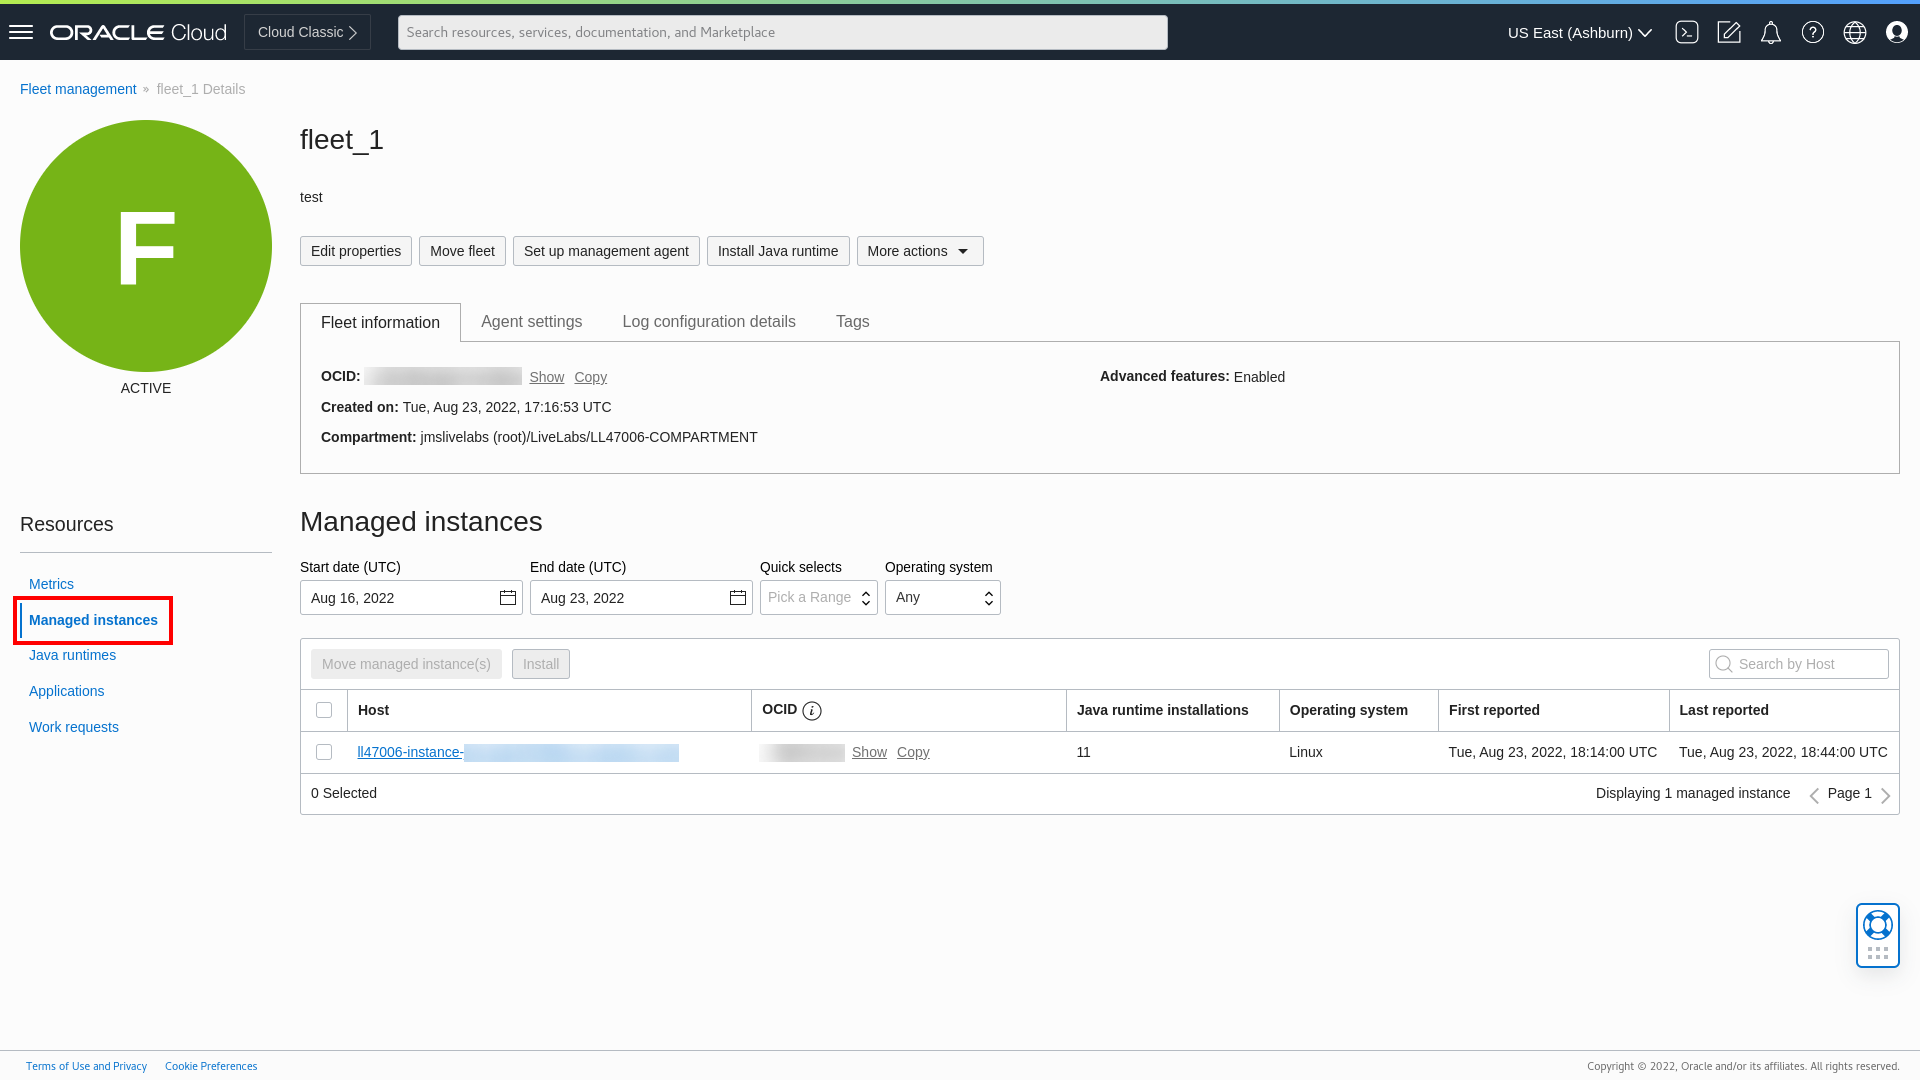 ORACLE Cloud Cloud Classic Search resources, services, documentation, and Marketplace US East (Ashburn)
Fleet management » fleet_1 Details
F
ACTIVE
fleet_1
test
Edit properties Move fleet Set up management agent Install Java runtime More actions
Fleet information Agent settings Log configuration details Tags
OCID: Show Copy Advanced features: Enabled
Created on: Tue, Aug 23, 2022, 17:16:53 UTC
Compartment: jmslivelabs (root)/LiveLabs/LL47006-COMPARTMENT
Resources
Metrics
Managed instances
Java runtimes
Applications
Work requests
Managed instances
Start date (UTC) End date (UTC) Quick selects Operating system
Aug 16, 2022 Aug 23, 2022 Pick a Range Any
Move managed instance(s) Install Search by Host
Host OCID i Java runtime installations Operating system First reported Last reported
ll47006-instance- Show Copy 11 Linux Tue, Aug 23, 2022, 18:14:00 UTC Tue, Aug 23, 2022, 18:44:00 UTC
0 Selected Displaying 1 managed instance Page 1
Terms of Use and Privacy Cookie Preferences Copyright © 2022, Oracle and/or its affiliates. All rights reserved.